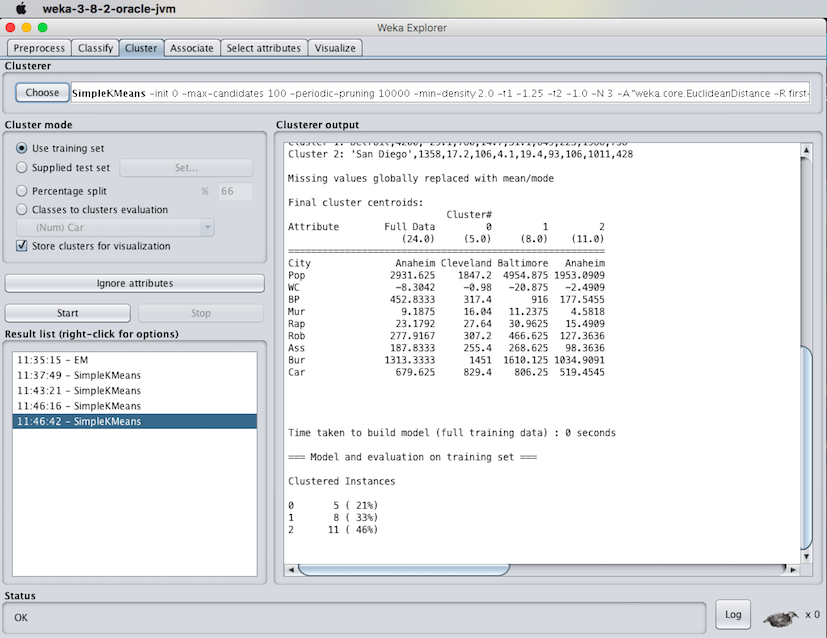 weka-3-8-2-oracle-jvm
Weka Explorer
Preprocess Classify Cluster Associate Select attributes Visualize
Clusterer
Choose SimpleKMeans -init 0 -max-candidates 100 -periodic-pruning 10000 -min-density 2.0 -t1 -1.25 -t2 -1.0 -N 3 -A "weka.core.EuclideanDistance -R first-
Cluster mode
Use training set
Supplied test set Set...
Percentage split % 66
Classes to clusters evaluation
(Num) Car
Store clusters for visualization
Ignore attributes
Start Stop
Result list (right-click for options)
11:35:15 – EM
11:37:49 – SimpleKMeans
11:43:21 – SimpleKMeans
11:46:16 – SimpleKMeans
11:46:42 – SimpleKMeans
Clusterer output
Cluster 2: 'San Diego',1358,17.2,106,4.1,19.4,93,106,1011,428
Missing values globally replaced with mean/mode
Final cluster centroids:
Cluster#
Attribute Full Data 0 1 2
(24.0) (5.0) (8.0) (11.0)
City Anaheim Cleveland Baltimore Anaheim
Pop 2931.625 1847.2 4954.875 1953.0909
WC -8.3042 -0.98 -20.875 -2.4909
BP 452.8333 317.4 916 177.5455
Mur 9.1875 16.04 11.2375 4.5818
Rap 23.1792 27.64 30.9625 15.4909
Rob 277.9167 307.2 466.625 127.3636
Ass 187.8333 255.4 268.625 98.3636
Bur 1313.3333 1451 1610.125 1034.9091
Car 679.625 829.4 806.25 519.4545
Time taken to build model (full training data) : 0 seconds
=== Model and evaluation on training set ===
Clustered Instances
0 5 ( 21%)
1 8 ( 33%)
2 11 ( 46%)
Status
OK
Log x 0